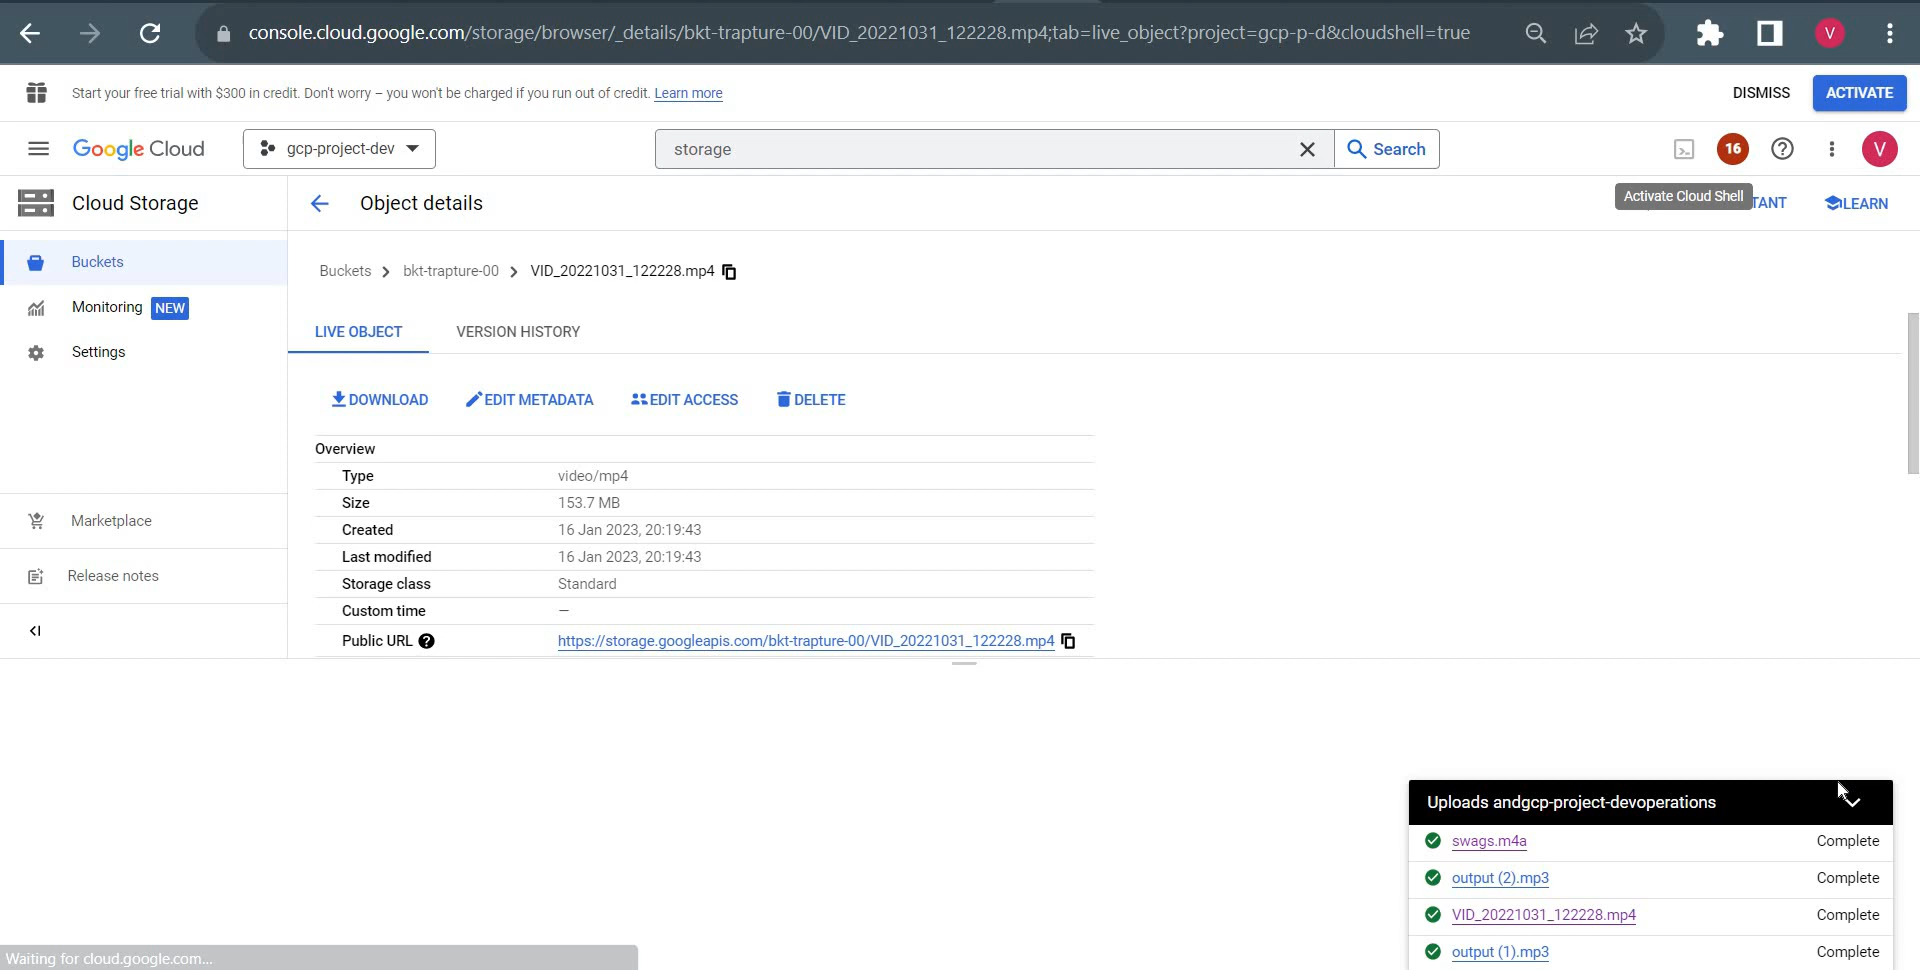 console.cloud.google.com/storage/browser/_details/bkt-trapture-00/VID_20221031_122228.mp4;tab=live_object?project=gcp-p-d&cloudshell=true
V
Start your free trial with $300 in credit. Don't worry – you won't be charged if you run out of credit. Learn more
DISMISS
ACTIVATE
Google Cloud
gcp-project-dev
storage
Search
16
V
Cloud Storage
Object details
Activate Cloud Shell
TANT
LEARN
Buckets
Monitoring NEW
Settings
Marketplace
Release notes
Buckets > bkt-trapture-00 > VID_20221031_122228.mp4
LIVE OBJECT
VERSION HISTORY
DOWNLOAD
EDIT METADATA
EDIT ACCESS
DELETE
Overview
Type video/mp4
Size 153.7 MB
Created 16 Jan 2023, 20:19:43
Last modified 16 Jan 2023, 20:19:43
Storage class Standard
Custom time —
Public URL https://storage.googleapis.com/bkt-trapture-00/VID_20221031_122228.mp4
Uploads andgcp-project-devoperations
swags.m4a Complete
output (2).mp3 Complete
VID_20221031_122228.mp4 Complete
output (1).mp3 Complete
Waiting for cloud.google.com...